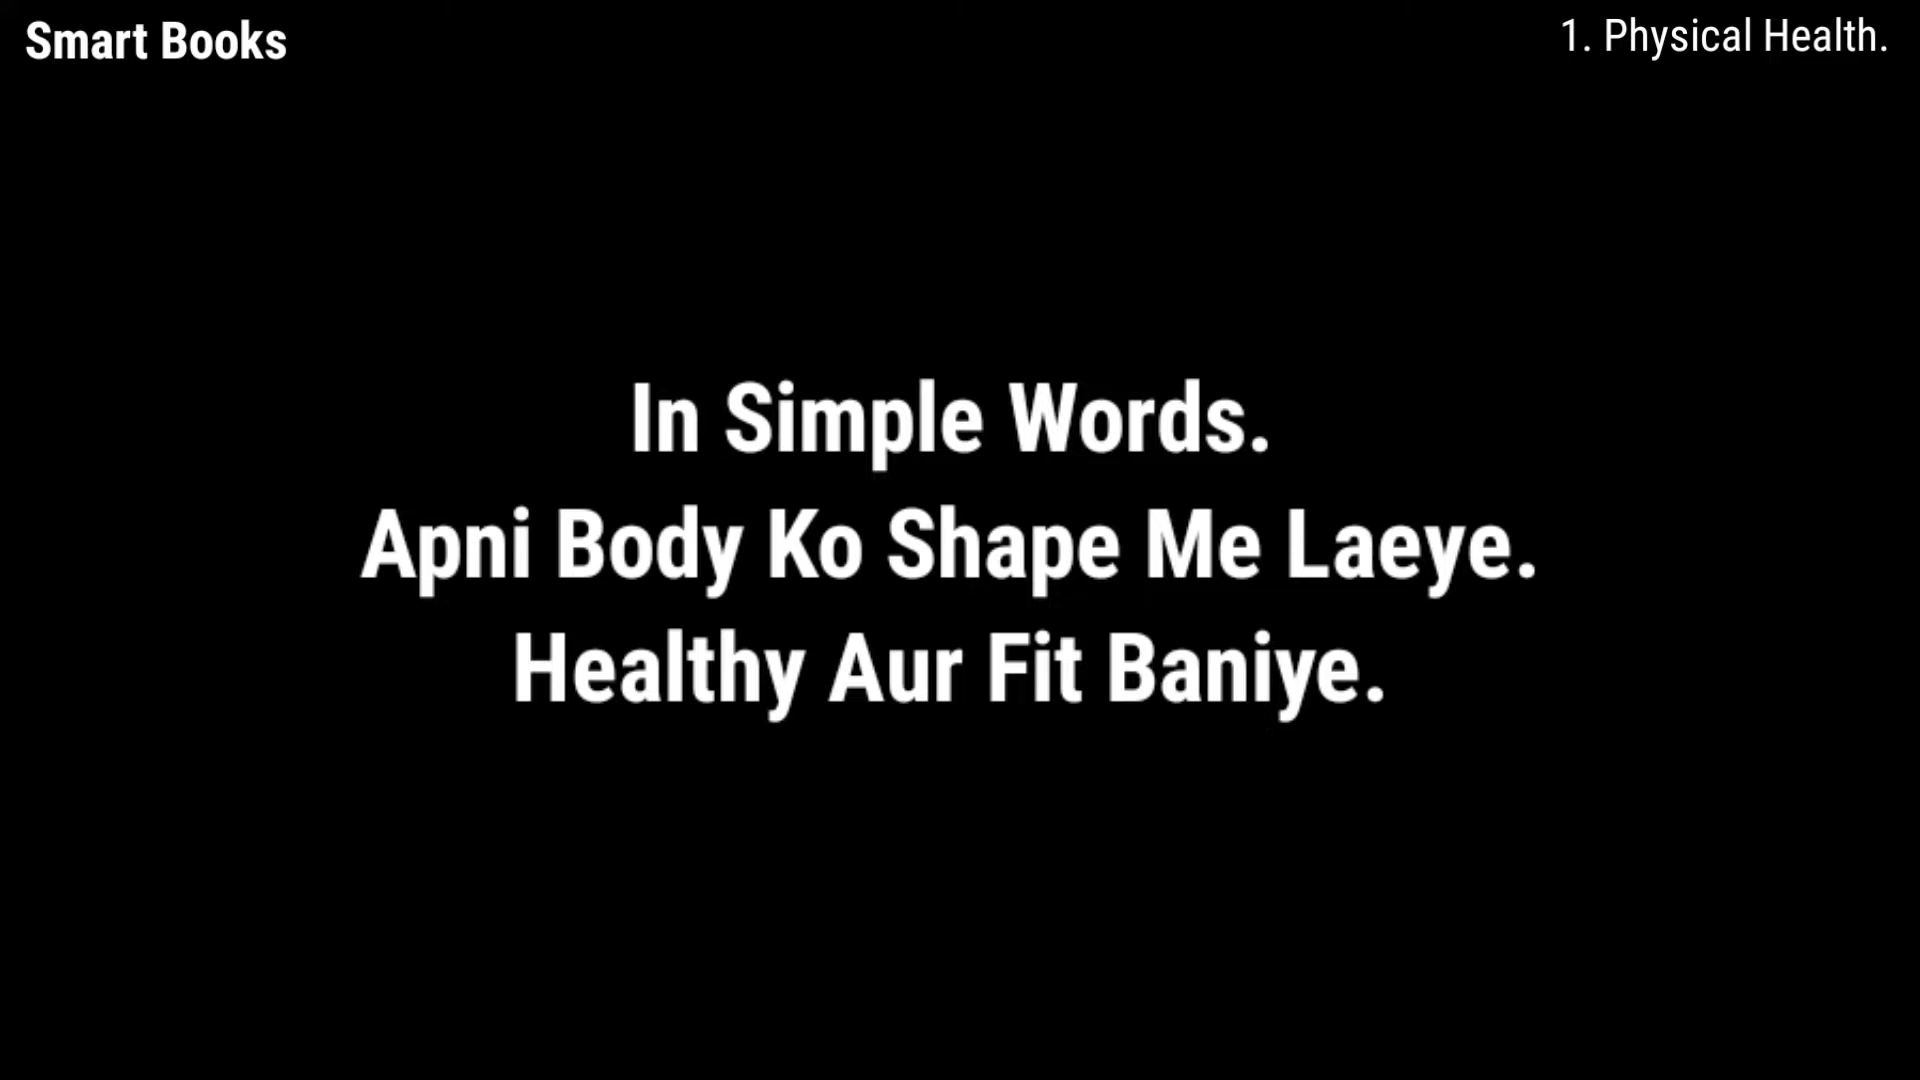 Smart Books
1. Physical Health.
In Simple Words.
Apni Body Ko Shape Me Laeye.
Healthy Aur Fit Baniye.